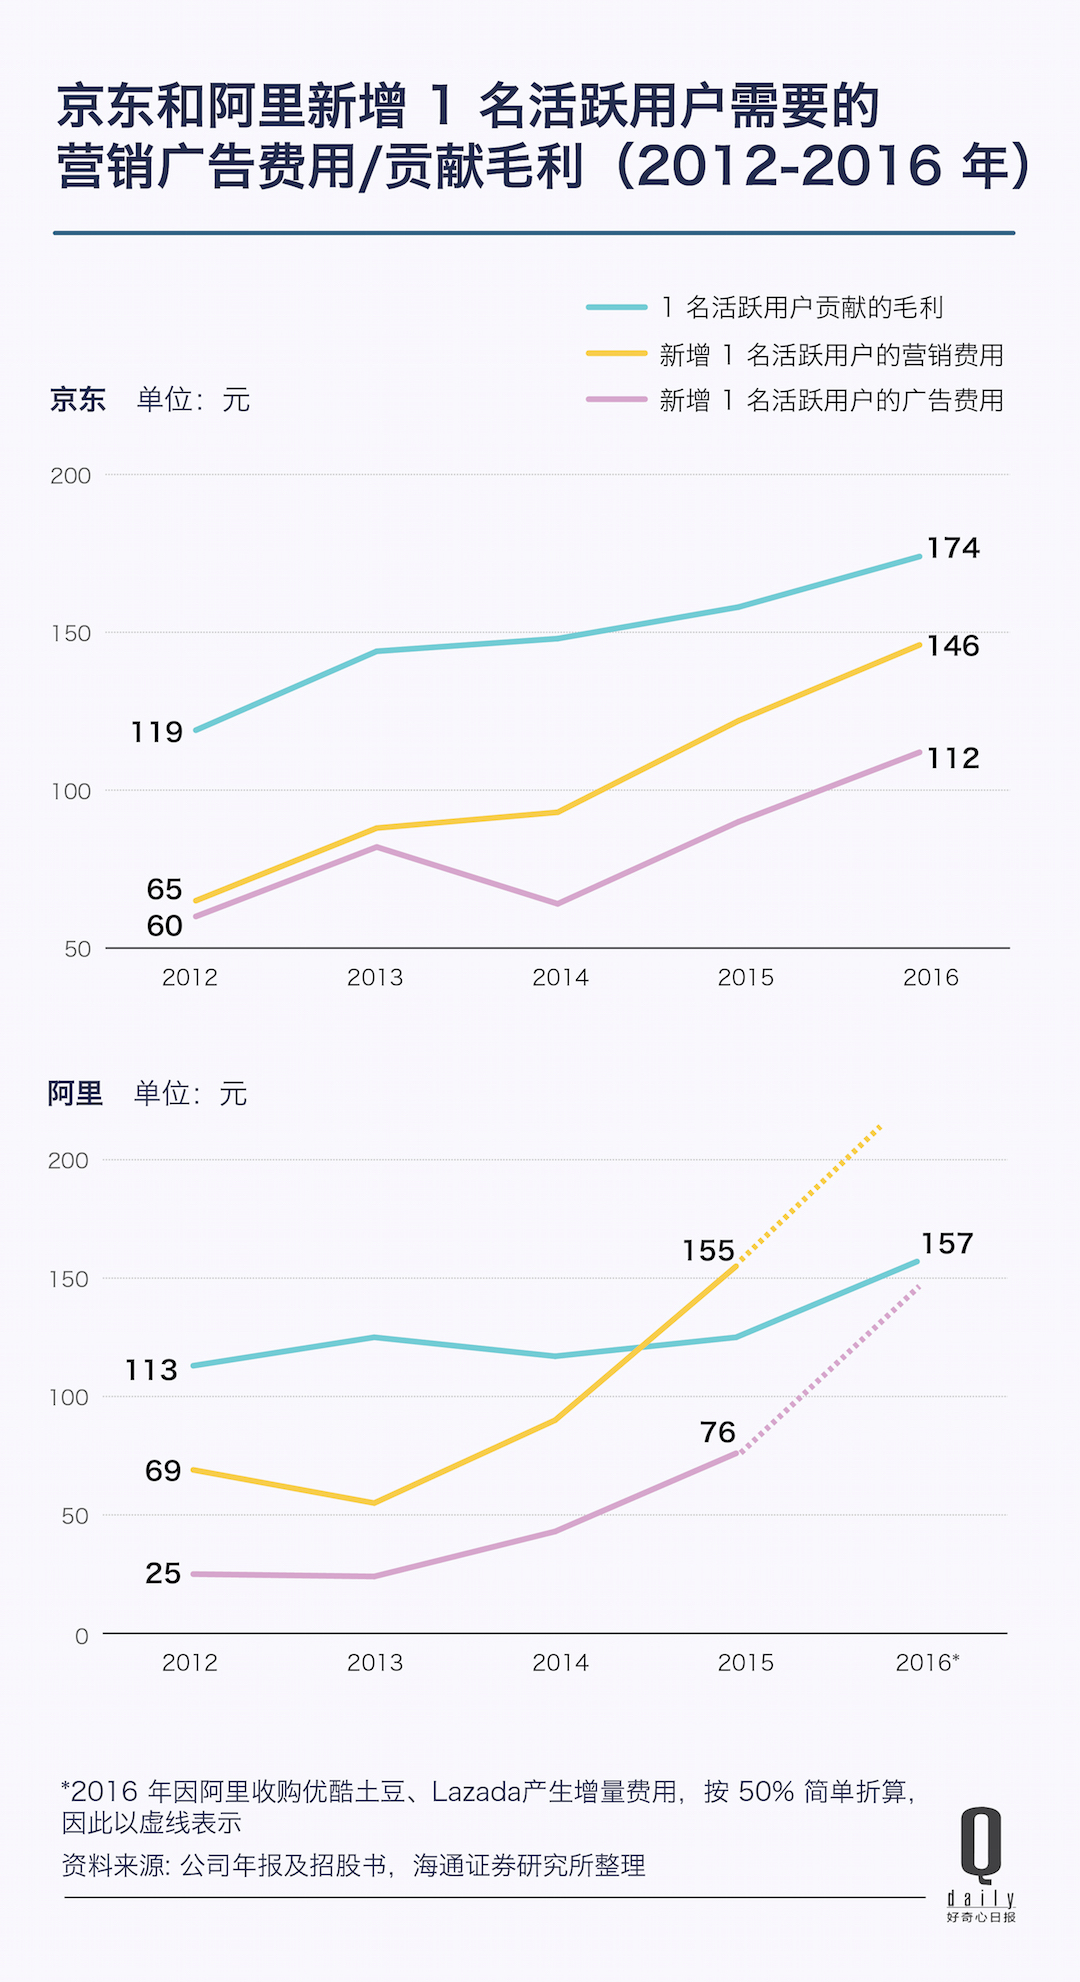 京东和阿里新增 1 名活跃用户需要的
营销广告费用/贡献毛利（2012-2016 年）
1 名活跃用户贡献的毛利
新增 1 名活跃用户的营销费用
新增 1 名活跃用户的广告费用
京东 单位：元
200
174
150
146
119
112
100
65
60
50
2012 2013 2014 2015 2016
阿里 单位：元
200
155
157
150
113
100
76
69
50
25
0
2012 2013 2014 2015 2016*
*2016 年因阿里收购优酷土豆、Lazada产生增量费用，按 50% 简单折算，
因此以虚线表示
资料来源: 公司年报及招股书，海通证券研究所整理
Q
daily
好奇心日报